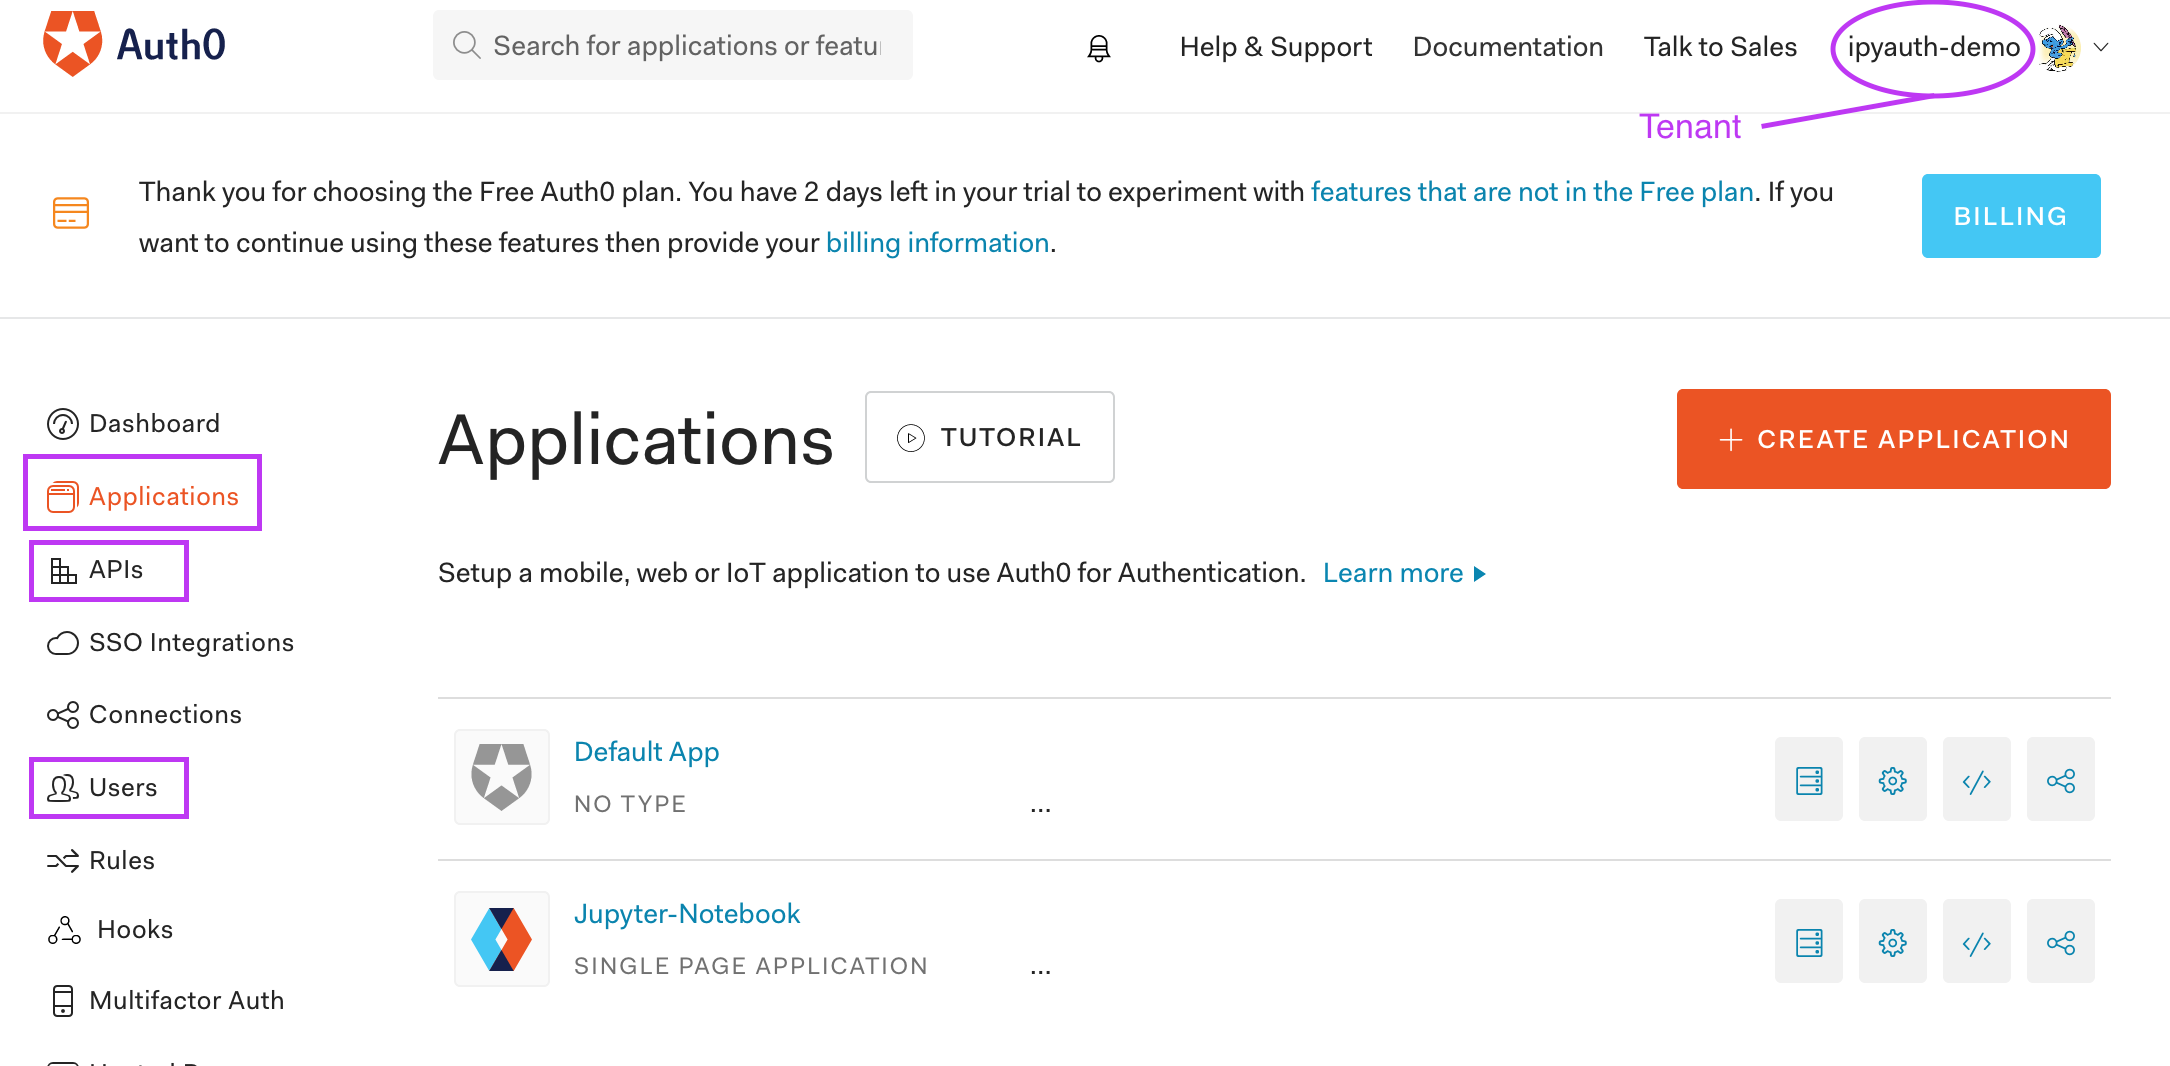 Auth0
Search for applications or featu
Help & Support
Documentation
Talk to Sales
ipyauth-demo
Tenant
Thank you for choosing the Free Auth0 plan. You have 2 days left in your trial to experiment with features that are not in the Free plan. If you
want to continue using these features then provide your billing information.
BILLING
Dashboard
Applications
APIs
SSO Integrations
Connections
Users
Rules
Hooks
Multifactor Auth
Applications
TUTORIAL
+ CREATE APPLICATION
Setup a mobile, web or IoT application to use Auth0 for Authentication. Learn more
Default App
NO TYPE
...
Jupyter-Notebook
SINGLE PAGE APPLICATION
...